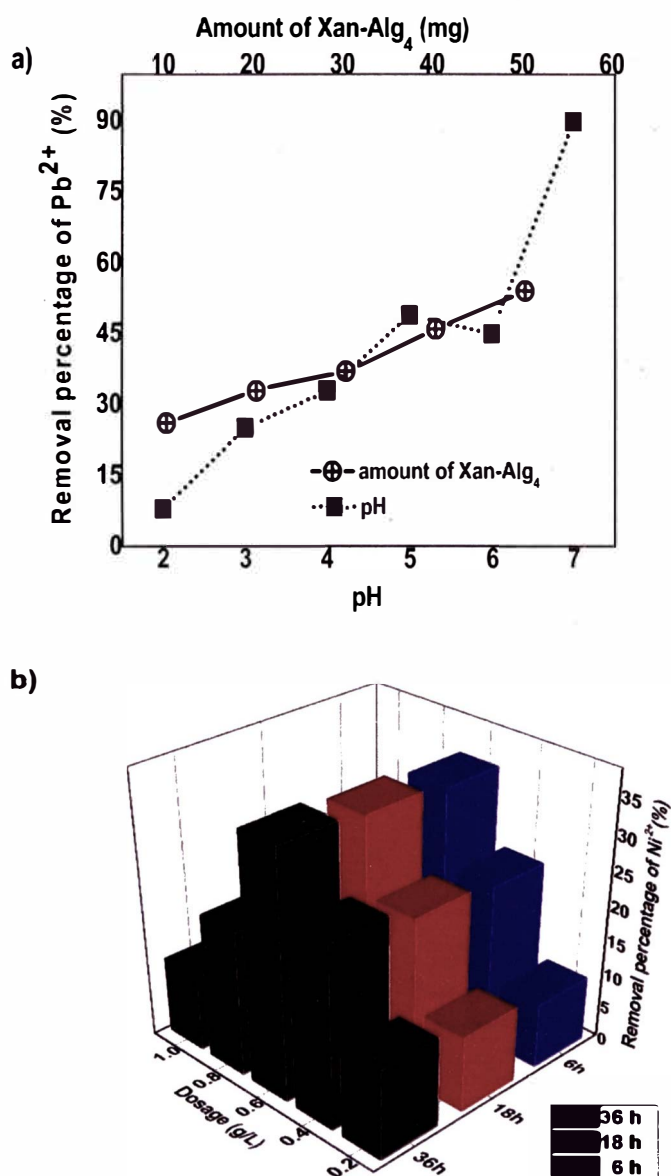 Amount of Xan-Alg4 (mg)
a)
10 20 30 40 50 60
Removal percentage of Pb2+ (%)
90
75
60
45
30
15
0
amount of Xan-Alg4
pH
2 3 4 5 6 7
pH
b)
35
30
25
20
15
10
5
0
Removal percentage of Ni2+(%)
1.0
0.8
0.6
0.4
0.2
Dosage (g/L)
6h
18h
36h
36 h
18 h
6 h